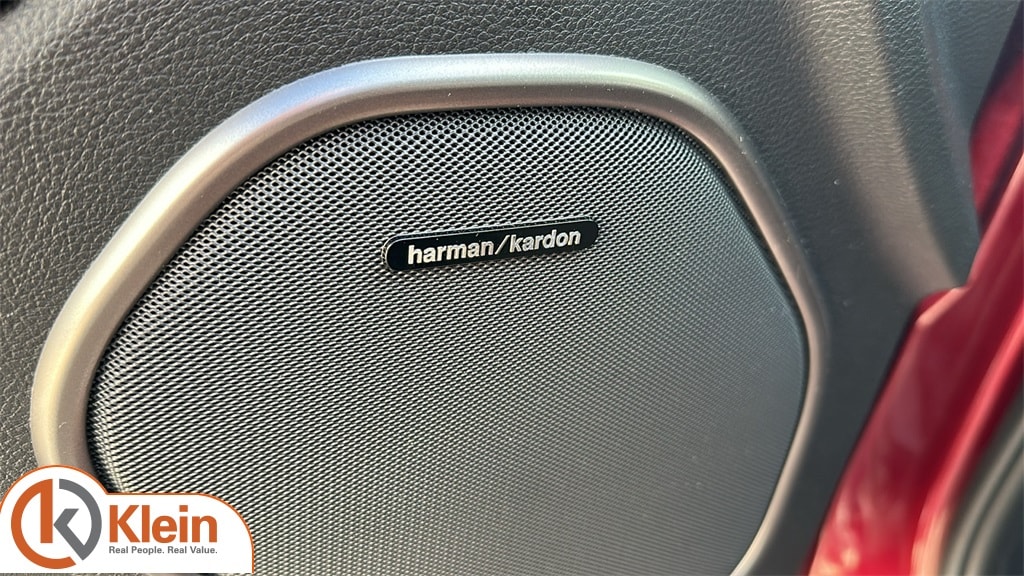 harman/kardon
Klein
Real People. Real Value.